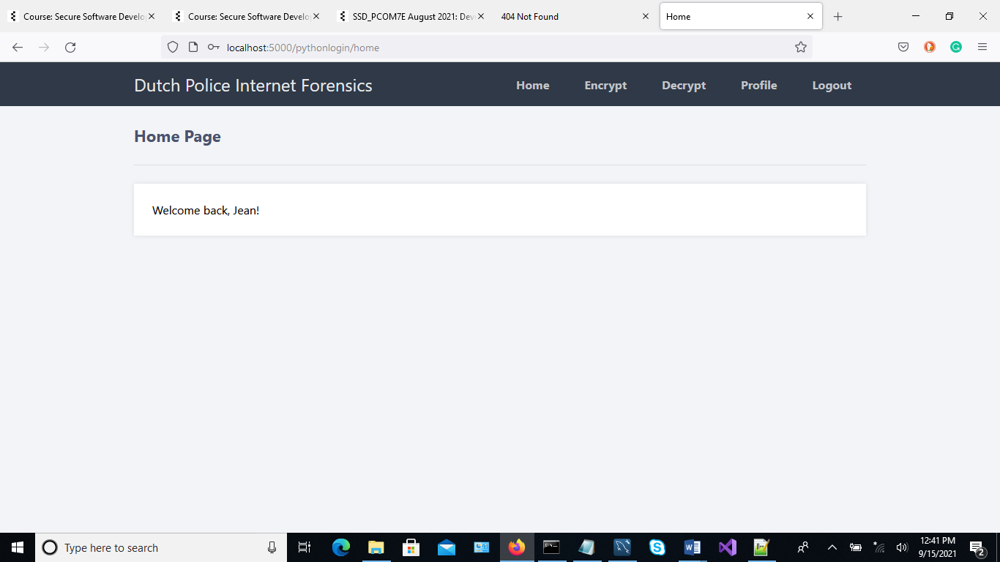 Course: Secure Software Develo
Course: Secure Software Develo
SSD_PCOM7E August 2021: Dev
404 Not Found
Home
localhost:5000/pythonlogin/home
Dutch Police Internet Forensics
Home
Encrypt
Decrypt
Profile
Logout
Home Page
Welcome back, Jean!
Type here to search
12:41 PM
9/15/2021
2